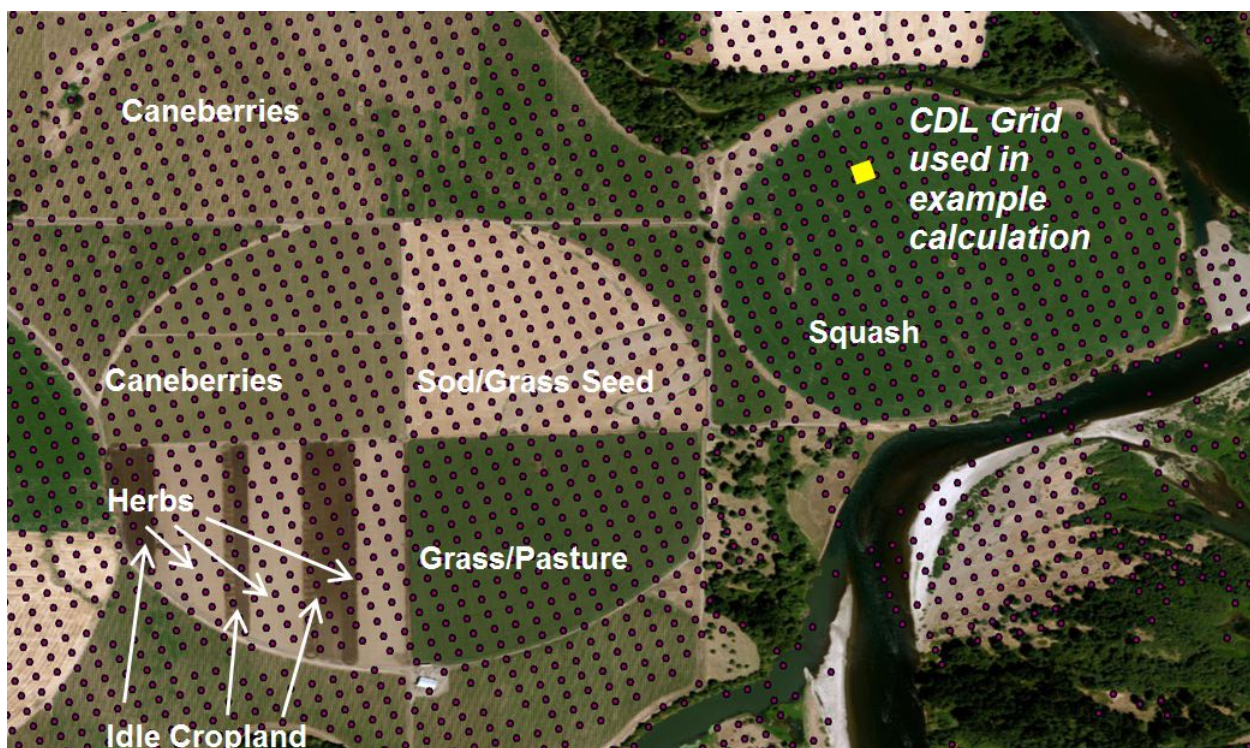 Caneberries
CDL Grid
used in
example
calculation
Squash
Caneberries
Sod/Grass Seed
Herbs
Grass/Pasture
Idle Cropland